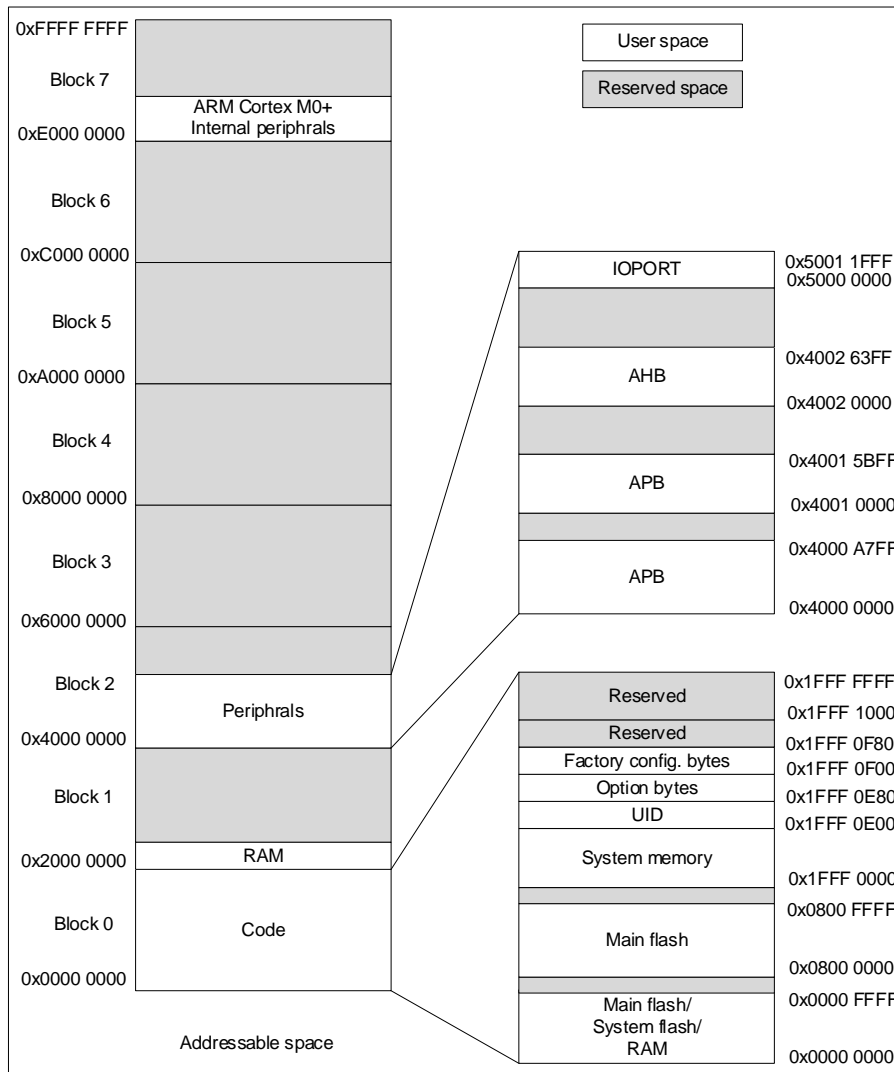 0xFFFF FFFF
Block 7
ARM Cortex M0+
Internal periphrals
0xE000 0000
Block 6
0xC000 0000
Block 5
0xA000 0000
Block 4
0x8000 0000
Block 3
0x6000 0000
Block 2
Periphrals
0x4000 0000
Block 1
0x2000 0000
RAM
Block 0
Code
0x0000 0000
Addressable space
User space
Reserved space
IOPORT
0x5001 1FFF
0x5000 0000
AHB
0x4002 63FF
0x4002 0000
APB
0x4001 5BFF
0x4001 0000
APB
0x4000 A7FF
0x4000 0000
Reserved
0x1FFF FFFF
0x1FFF 1000
Reserved
0x1FFF 0F80
Factory config. bytes
0x1FFF 0F00
Option bytes
0x1FFF 0E80
UID
0x1FFF 0E00
System memory
0x1FFF 0000
0x0800 FFFF
Main flash
0x0800 0000
0x0000 FFFF
Main flash/
System flash/
RAM
0x0000 0000